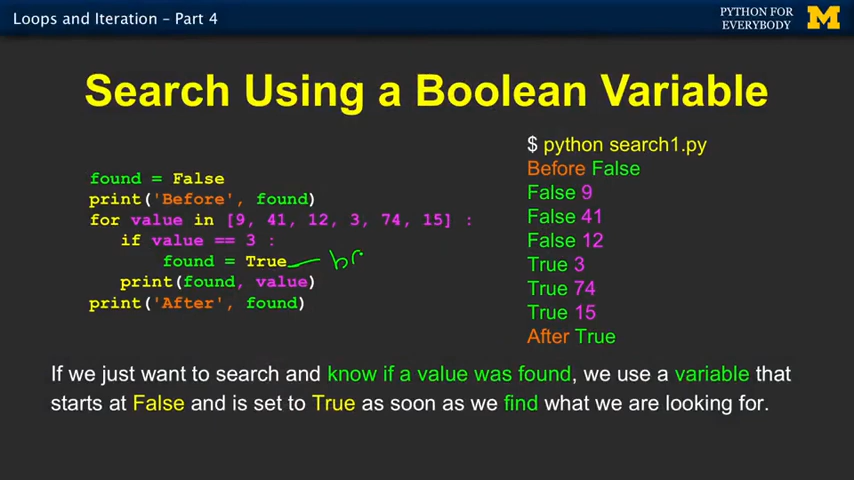 Loops and Iteration – Part 4
PYTHON FOR
EVERYBODY
M
Search Using a Boolean Variable
found = False
print('Before', found)
for value in [9, 41, 12, 3, 74, 15] :
if value == 3 :
found = True br
print(found, value)
print('After', found)
$ python search1.py
Before False
False 9
False 41
False 12
True 3
True 74
True 15
After True
If we just want to search and know if a value was found, we use a variable that
starts at False and is set to True as soon as we find what we are looking for.